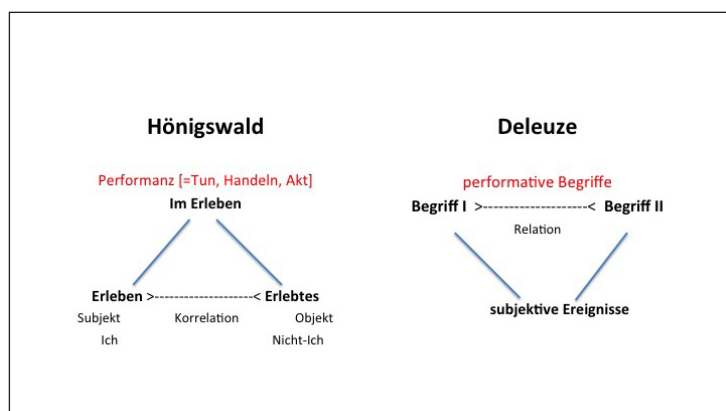 Hönigswald
Performanz [=Tun, Handeln, Akt]
Im Erleben
Erleben >--------------------< Erlebtes
Subjekt Korrelation Objekt
Ich Nicht-Ich
Deleuze
performative Begriffe
Begriff I >--------------------< Begriff II
Relation
subjektive Ereignisse